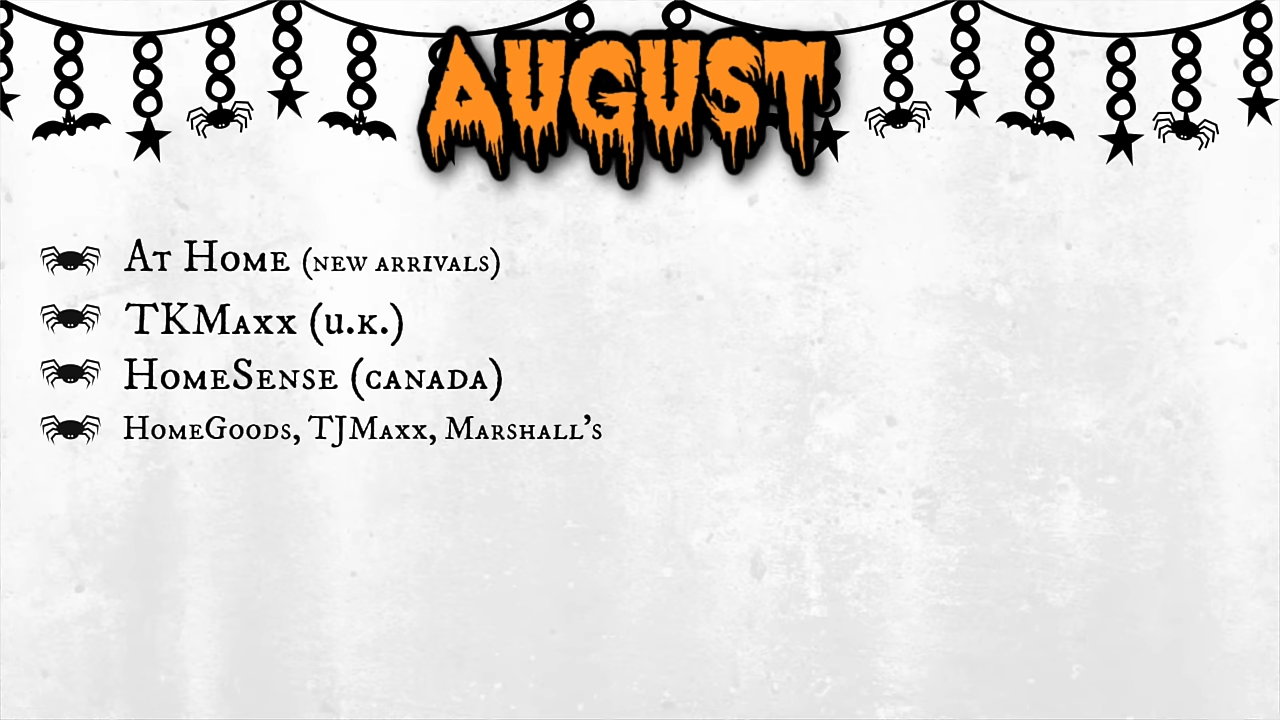 AUGUST
At Home (new arrivals)
TKMaxx (u.k.)
HomeSense (canada)
HomeGoods, TJMaxx, Marshall's